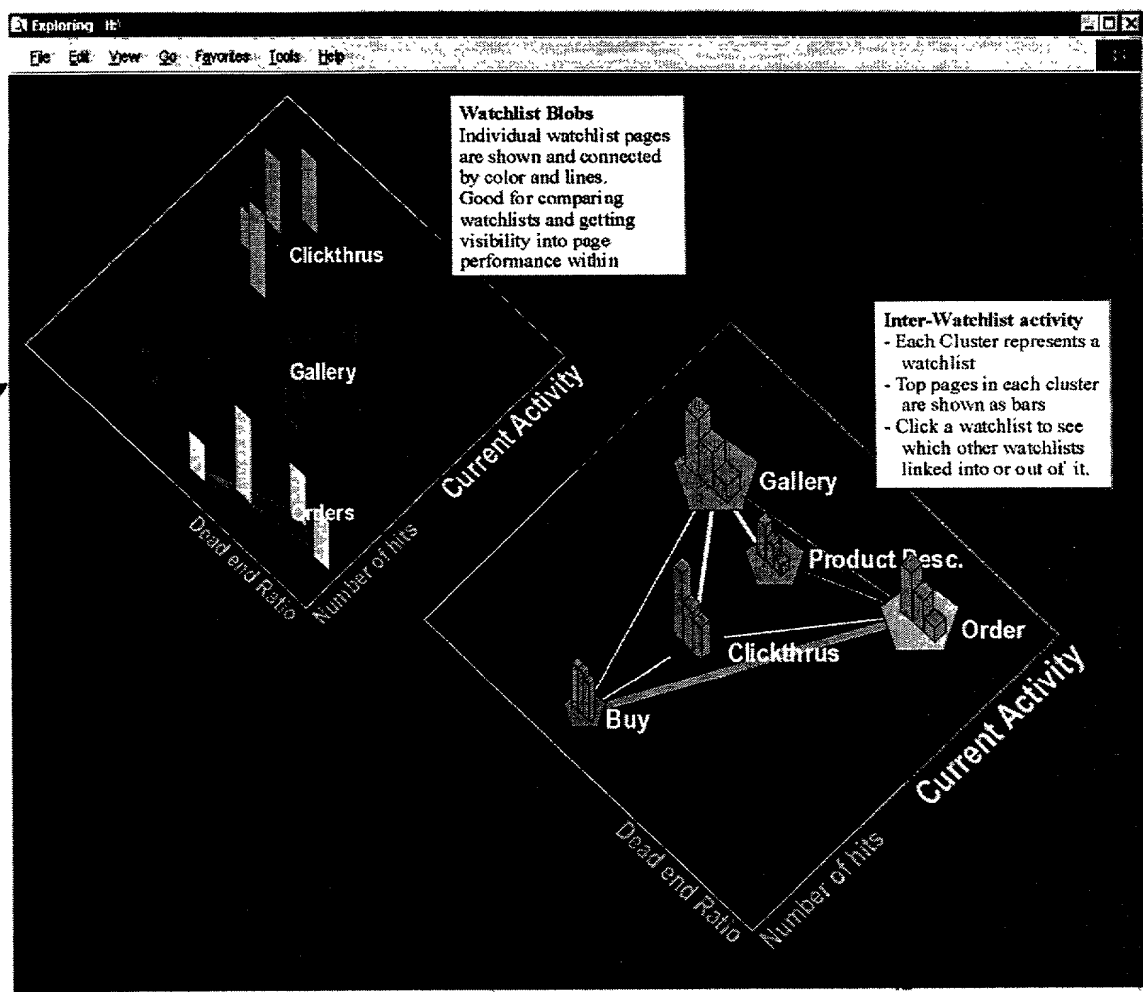 Exploring
File Edit View Go Favorites Tools Help
Watchlist Blobs
Individual watchlist pages
are shown and connected
by color and lines.
Good for comparing
watchlists and getting
visibility into page
performance within
Clickthrus
Gallery
Orders
Current Activity
Dead end Ratio
Number of hits
Inter-Watchlist activity
- Each Cluster represents a
watchlist
- Top pages in each cluster
are shown as bars
- Click a watchlist to see
which other watchlists
linked into or out of it.
Gallery
Product Desc.
Order
Clickthrus
Buy
Current Activity
Dead end Ratio
Number of hits